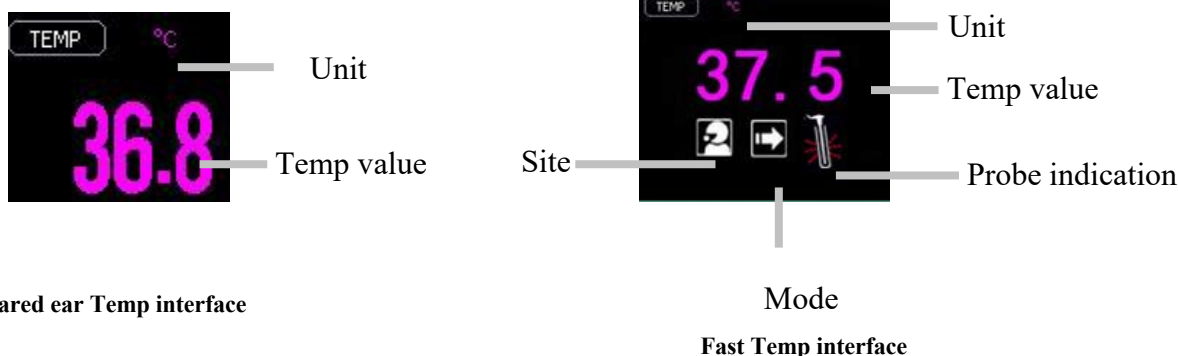 TEMP °C
Unit
36.8
Temp value
ared ear Temp interface
TEMP °C
Unit
37.5
Temp value
Site
Probe indication
Mode
Fast Temp interface